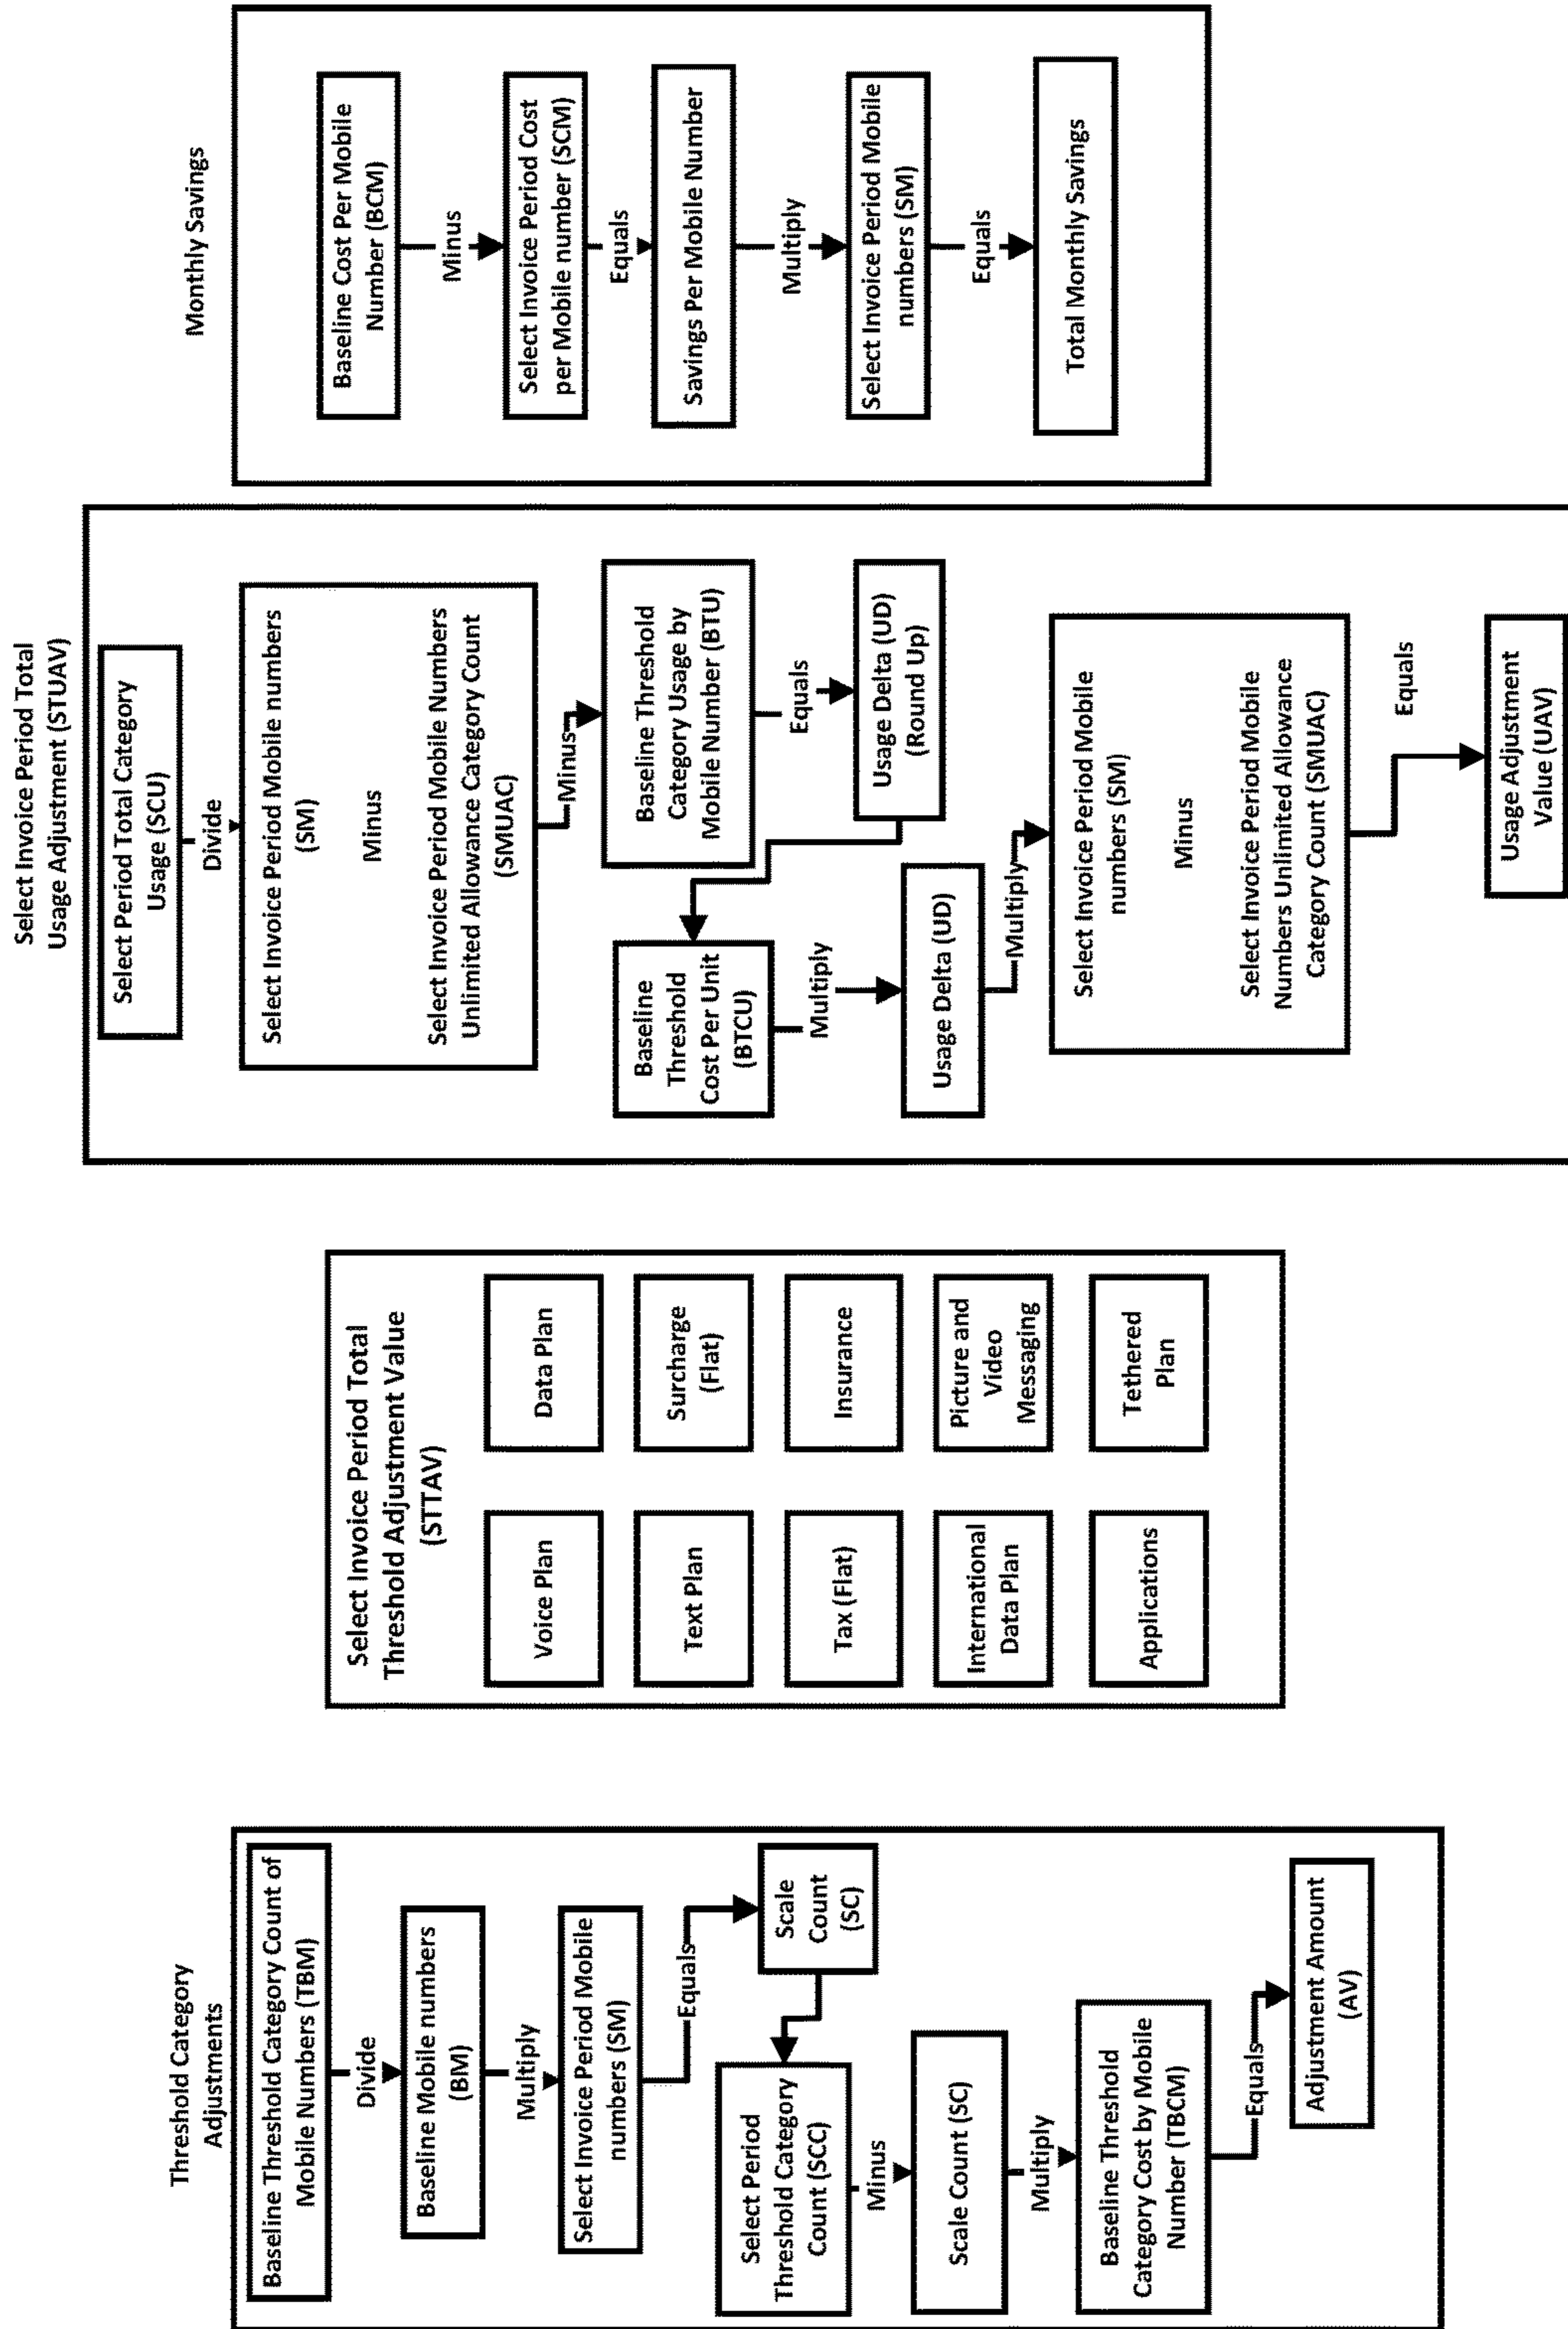 Threshold Category
Adjustments
Baseline Threshold Category Count of
Mobile Numbers (TBM)
Divide
Baseline Mobile numbers
(BM)
Multiply
Select Invoice Period Mobile
numbers (SM)
Equals
Scale
Count
(SC)
Select Period
Threshold Category
Count (SCC)
Minus
Scale Count (SC)
Multiply
Baseline Threshold
Category Cost by Mobile
Number (TBCM)
Equals
Adjustment Amount
(AV)
Select Invoice Period Total
Threshold Adjustment Value
(STTAV)
Voice Plan
Data Plan
Text Plan
Surcharge
(Flat)
Tax (Flat)
Insurance
International
Data Plan
Picture and
Video
Messaging
Applications
Tethered
Plan
Select Invoice Period Total
Usage Adjustment (STUAV)
Select Period Total Category
Usage (SCU)
Divide
Select Invoice Period Mobile numbers
(SM)
Minus
Select Invoice Period Mobile Numbers
Unlimited Allowance Category Count
(SMUAC)
Minus
Baseline Threshold
Category Usage by
Mobile Number (BTU)
Equals
Usage Delta (UD)
(Round Up)
Baseline
Threshold
Cost Per Unit
(BTCU)
Multiply
Usage Delta (UD)
Multiply
Select Invoice Period Mobile
numbers (SM)
Minus
Select Invoice Period Mobile
Numbers Unlimited Allowance
Category Count (SMUAC)
Equals
Usage Adjustment
Value (UAV)
Monthly Savings
Baseline Cost Per Mobile
Number (BCM)
Minus
Select Invoice Period Cost
per Mobile number (SCM)
Equals
Savings Per Mobile Number
Multiply
Select Invoice Period Mobile
numbers (SM)
Equals
Total Monthly Savings